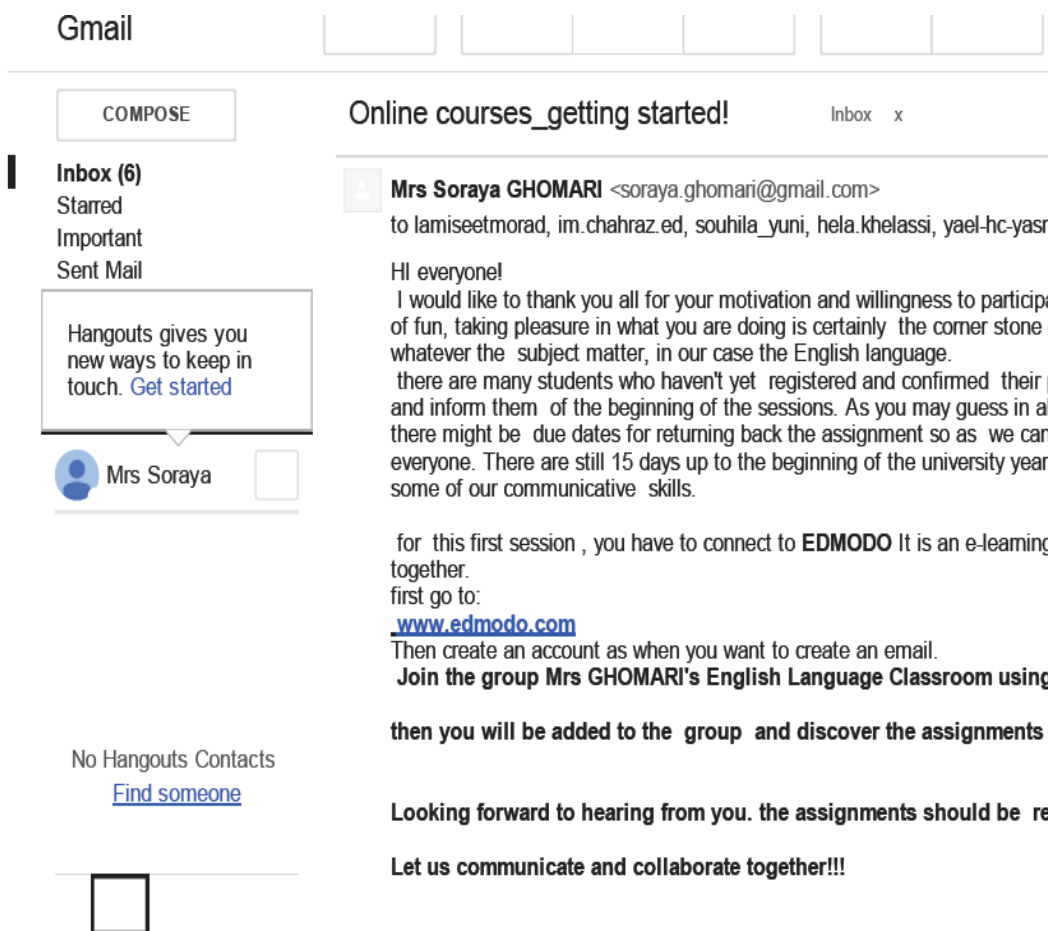 Gmail
COMPOSE
Inbox (6)
Starred
Important
Sent Mail
Hangouts gives you
new ways to keep in
touch. Get started
Mrs Soraya
No Hangouts Contacts
Find someone
Online courses_getting started!
Inbox x
Mrs Soraya GHOMARI <soraya.ghomari@gmail.com>
to lamiseetmorad, im.chahraz.ed, souhila_yuni, hela.khelassi,
HI everyone!
I would like to thank you all for your motivation and willingness to
of fun, taking pleasure in what you are doing is certainly the corner stone
whatever the subject matter, in our case the English language.
there are many students who haven't yet registered and confirmed their
and inform them of the beginning of the sessions. As you may guess in
there might be due dates for returning back the assignment so as we can
everyone. There are still 15 days up to the beginning of the university year
some of our communicative skills.
for this first session , you have to connect to EDMODO It is an e-learning
together.
first go to:
www.edmodo.com
Then create an account as when you want to create an email.
Join the group Mrs GHOMARI's English Language Classroom using
then you will be added to the group and discover the assignments
Looking forward to hearing from you. the assignments should be
Let us communicate and collaborate together!!!